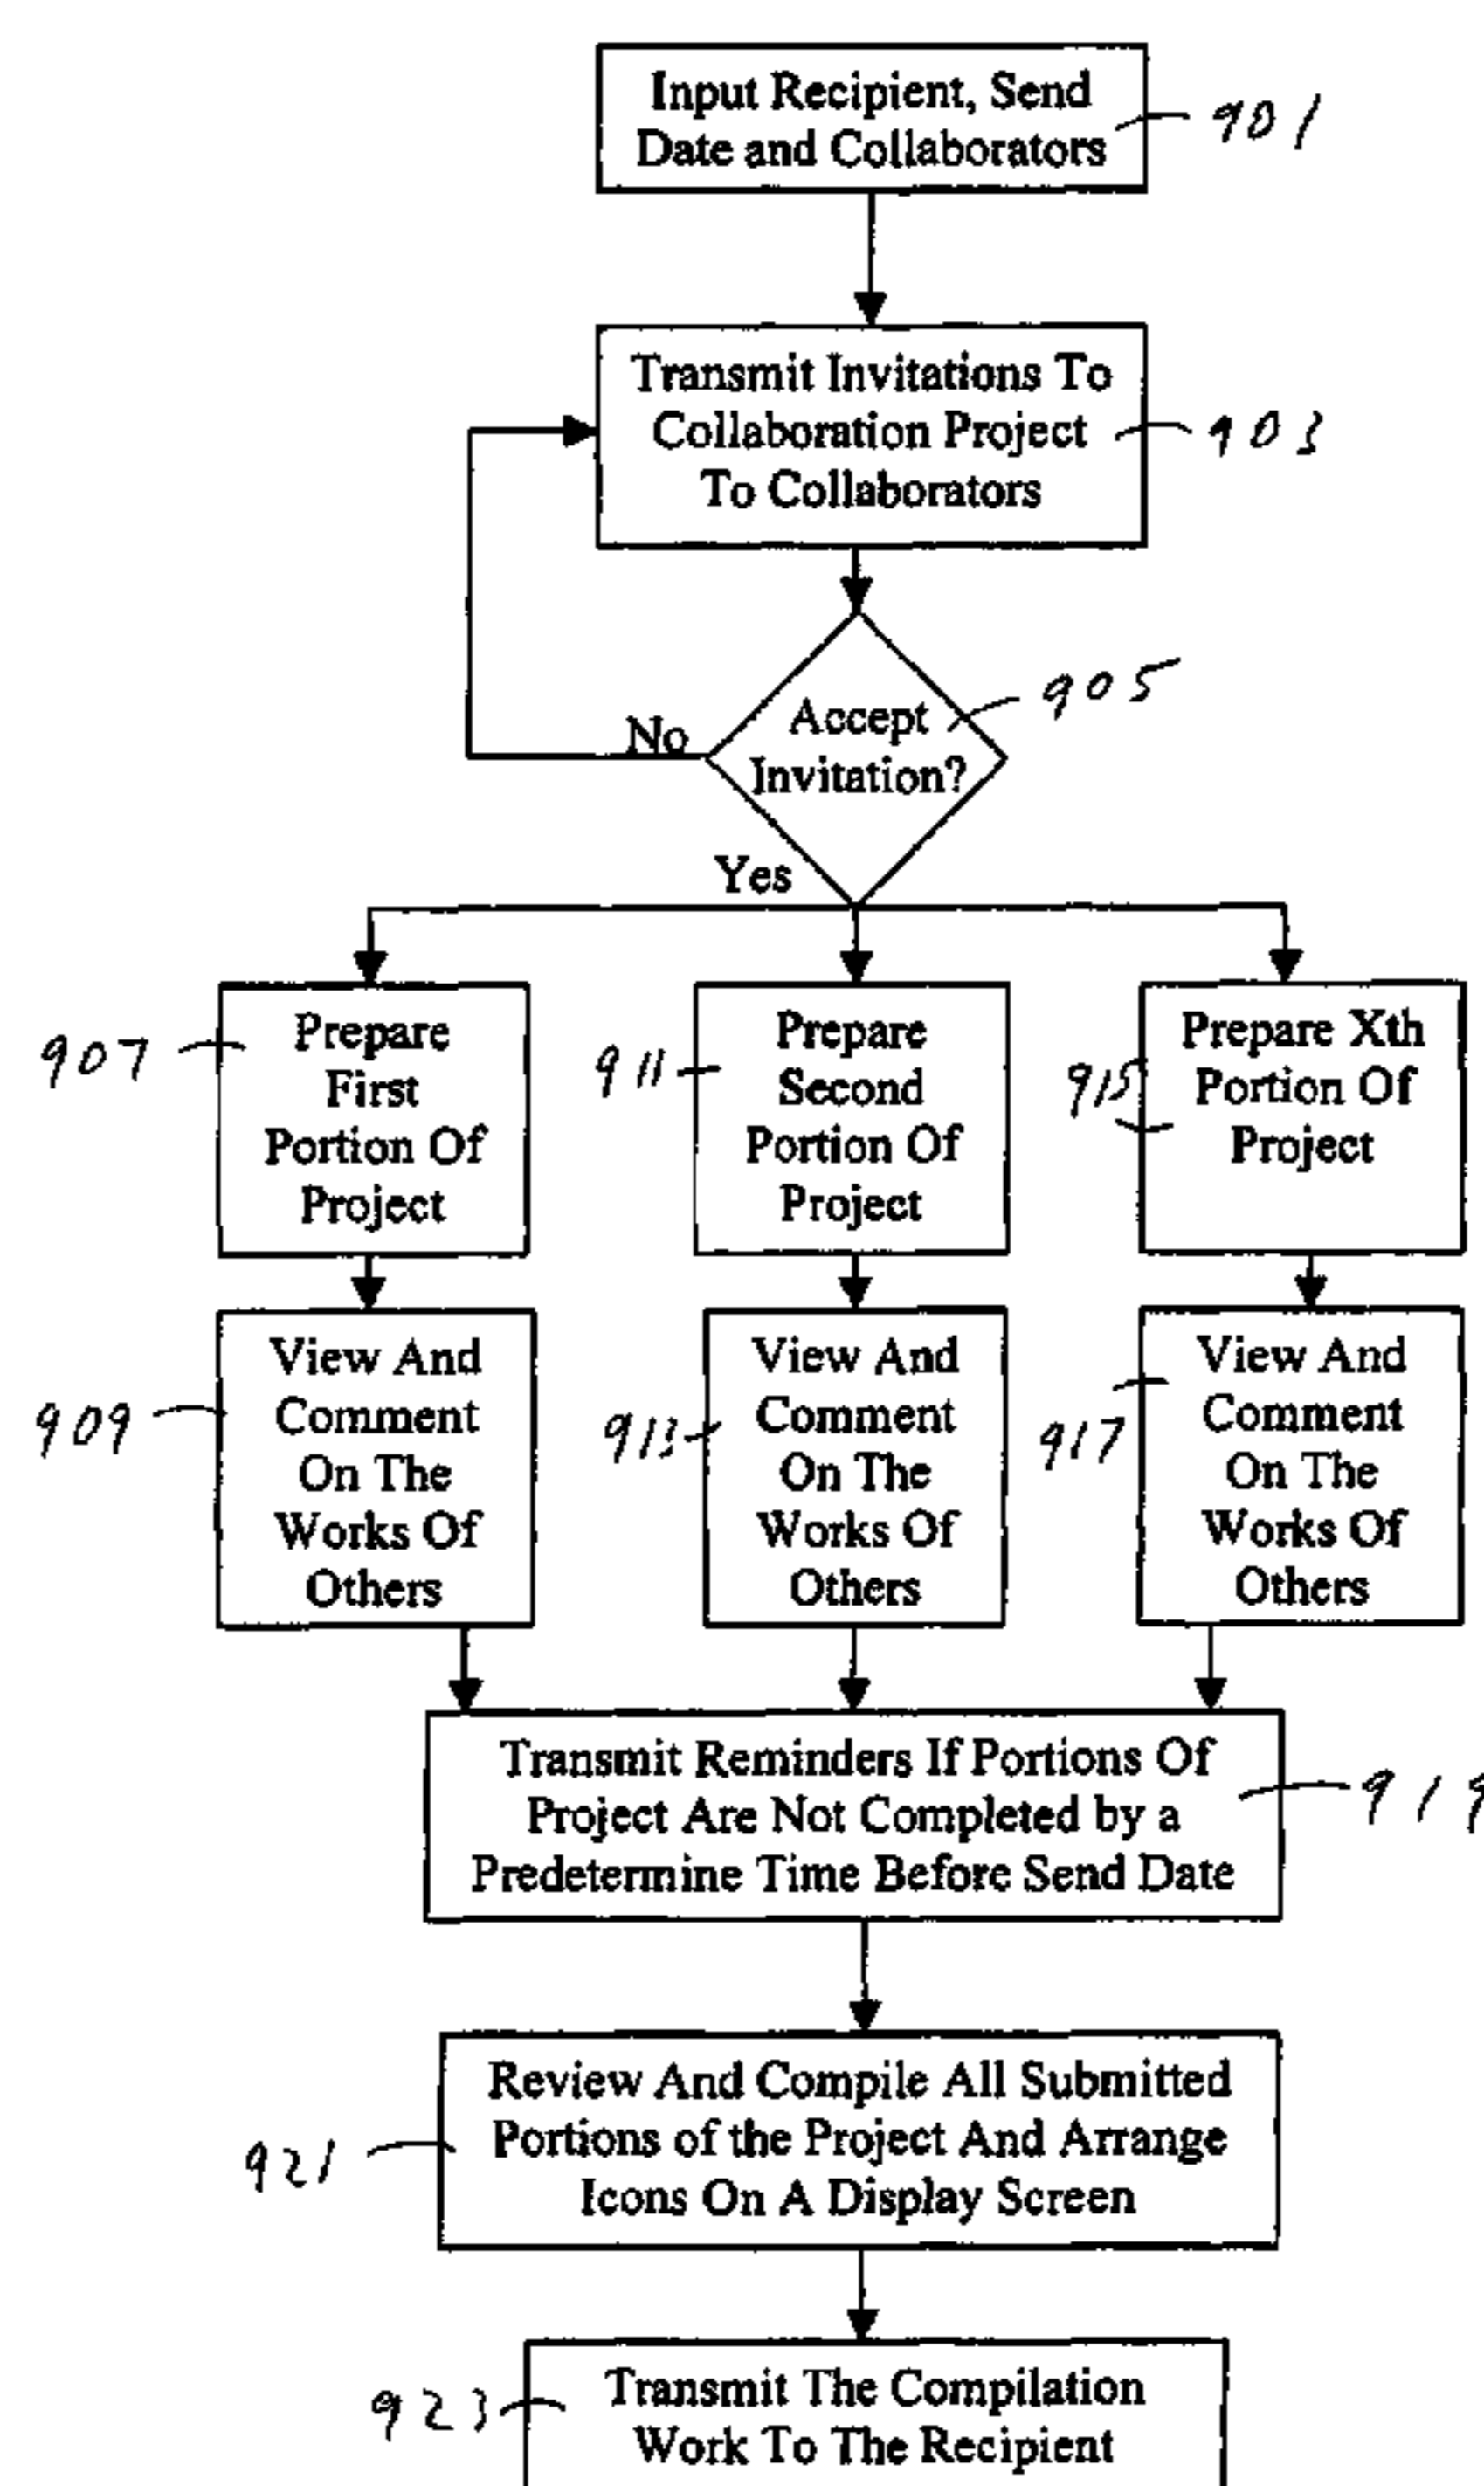 Input Recipient, Send
Date and Collaborators
901
Transmit Invitations To
Collaboration Project
To Collaborators
903
Accept
Invitation?
905
No
Yes
907
Prepare
First
Portion Of
Project
911
Prepare
Second
Portion Of
Project
915
Prepare Xth
Portion Of
Project
909
View And
Comment
On The
Works Of
Others
913
View And
Comment
On The
Works Of
Others
917
View And
Comment
On The
Works Of
Others
Transmit Reminders If Portions Of
Project Are Not Completed by a
Predetermine Time Before Send Date
919
921
Review And Compile All Submitted
Portions of the Project And Arrange
Icons On A Display Screen
923
Transmit The Compilation
Work To The Recipient